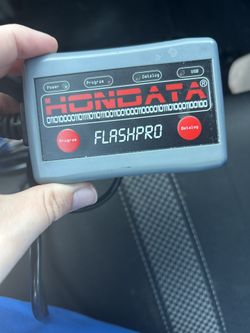 Power Program Datalog USB
HONDATA®
FLASHPRO
Program Datalog